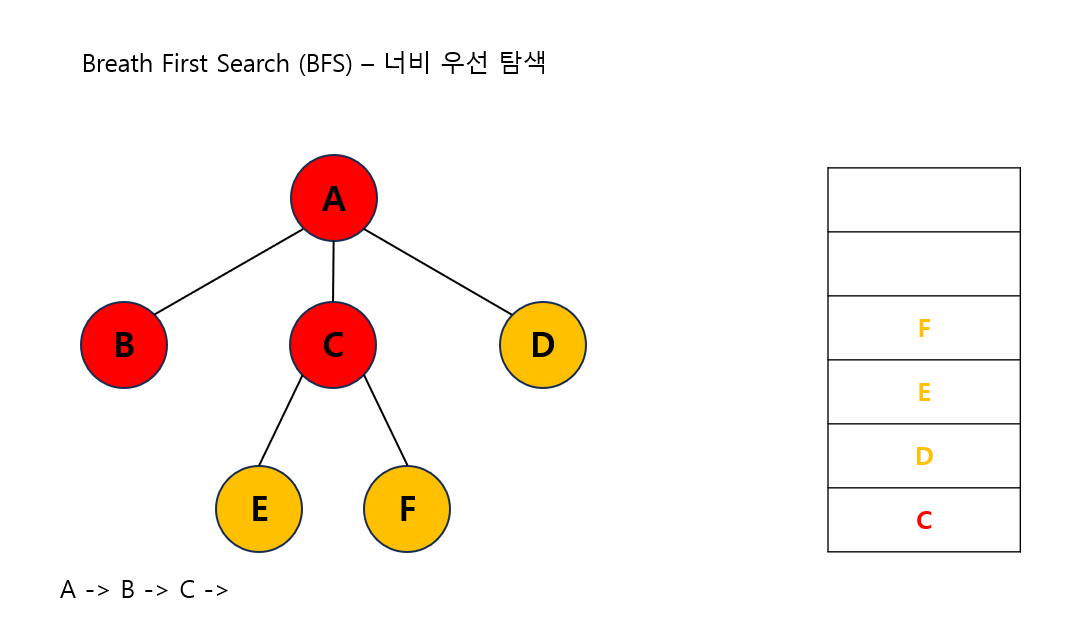 Breath First Search (BFS) – 너비 우선 탐색
A
B
C
D
E
F
F
E
D
C
A -> B -> C ->